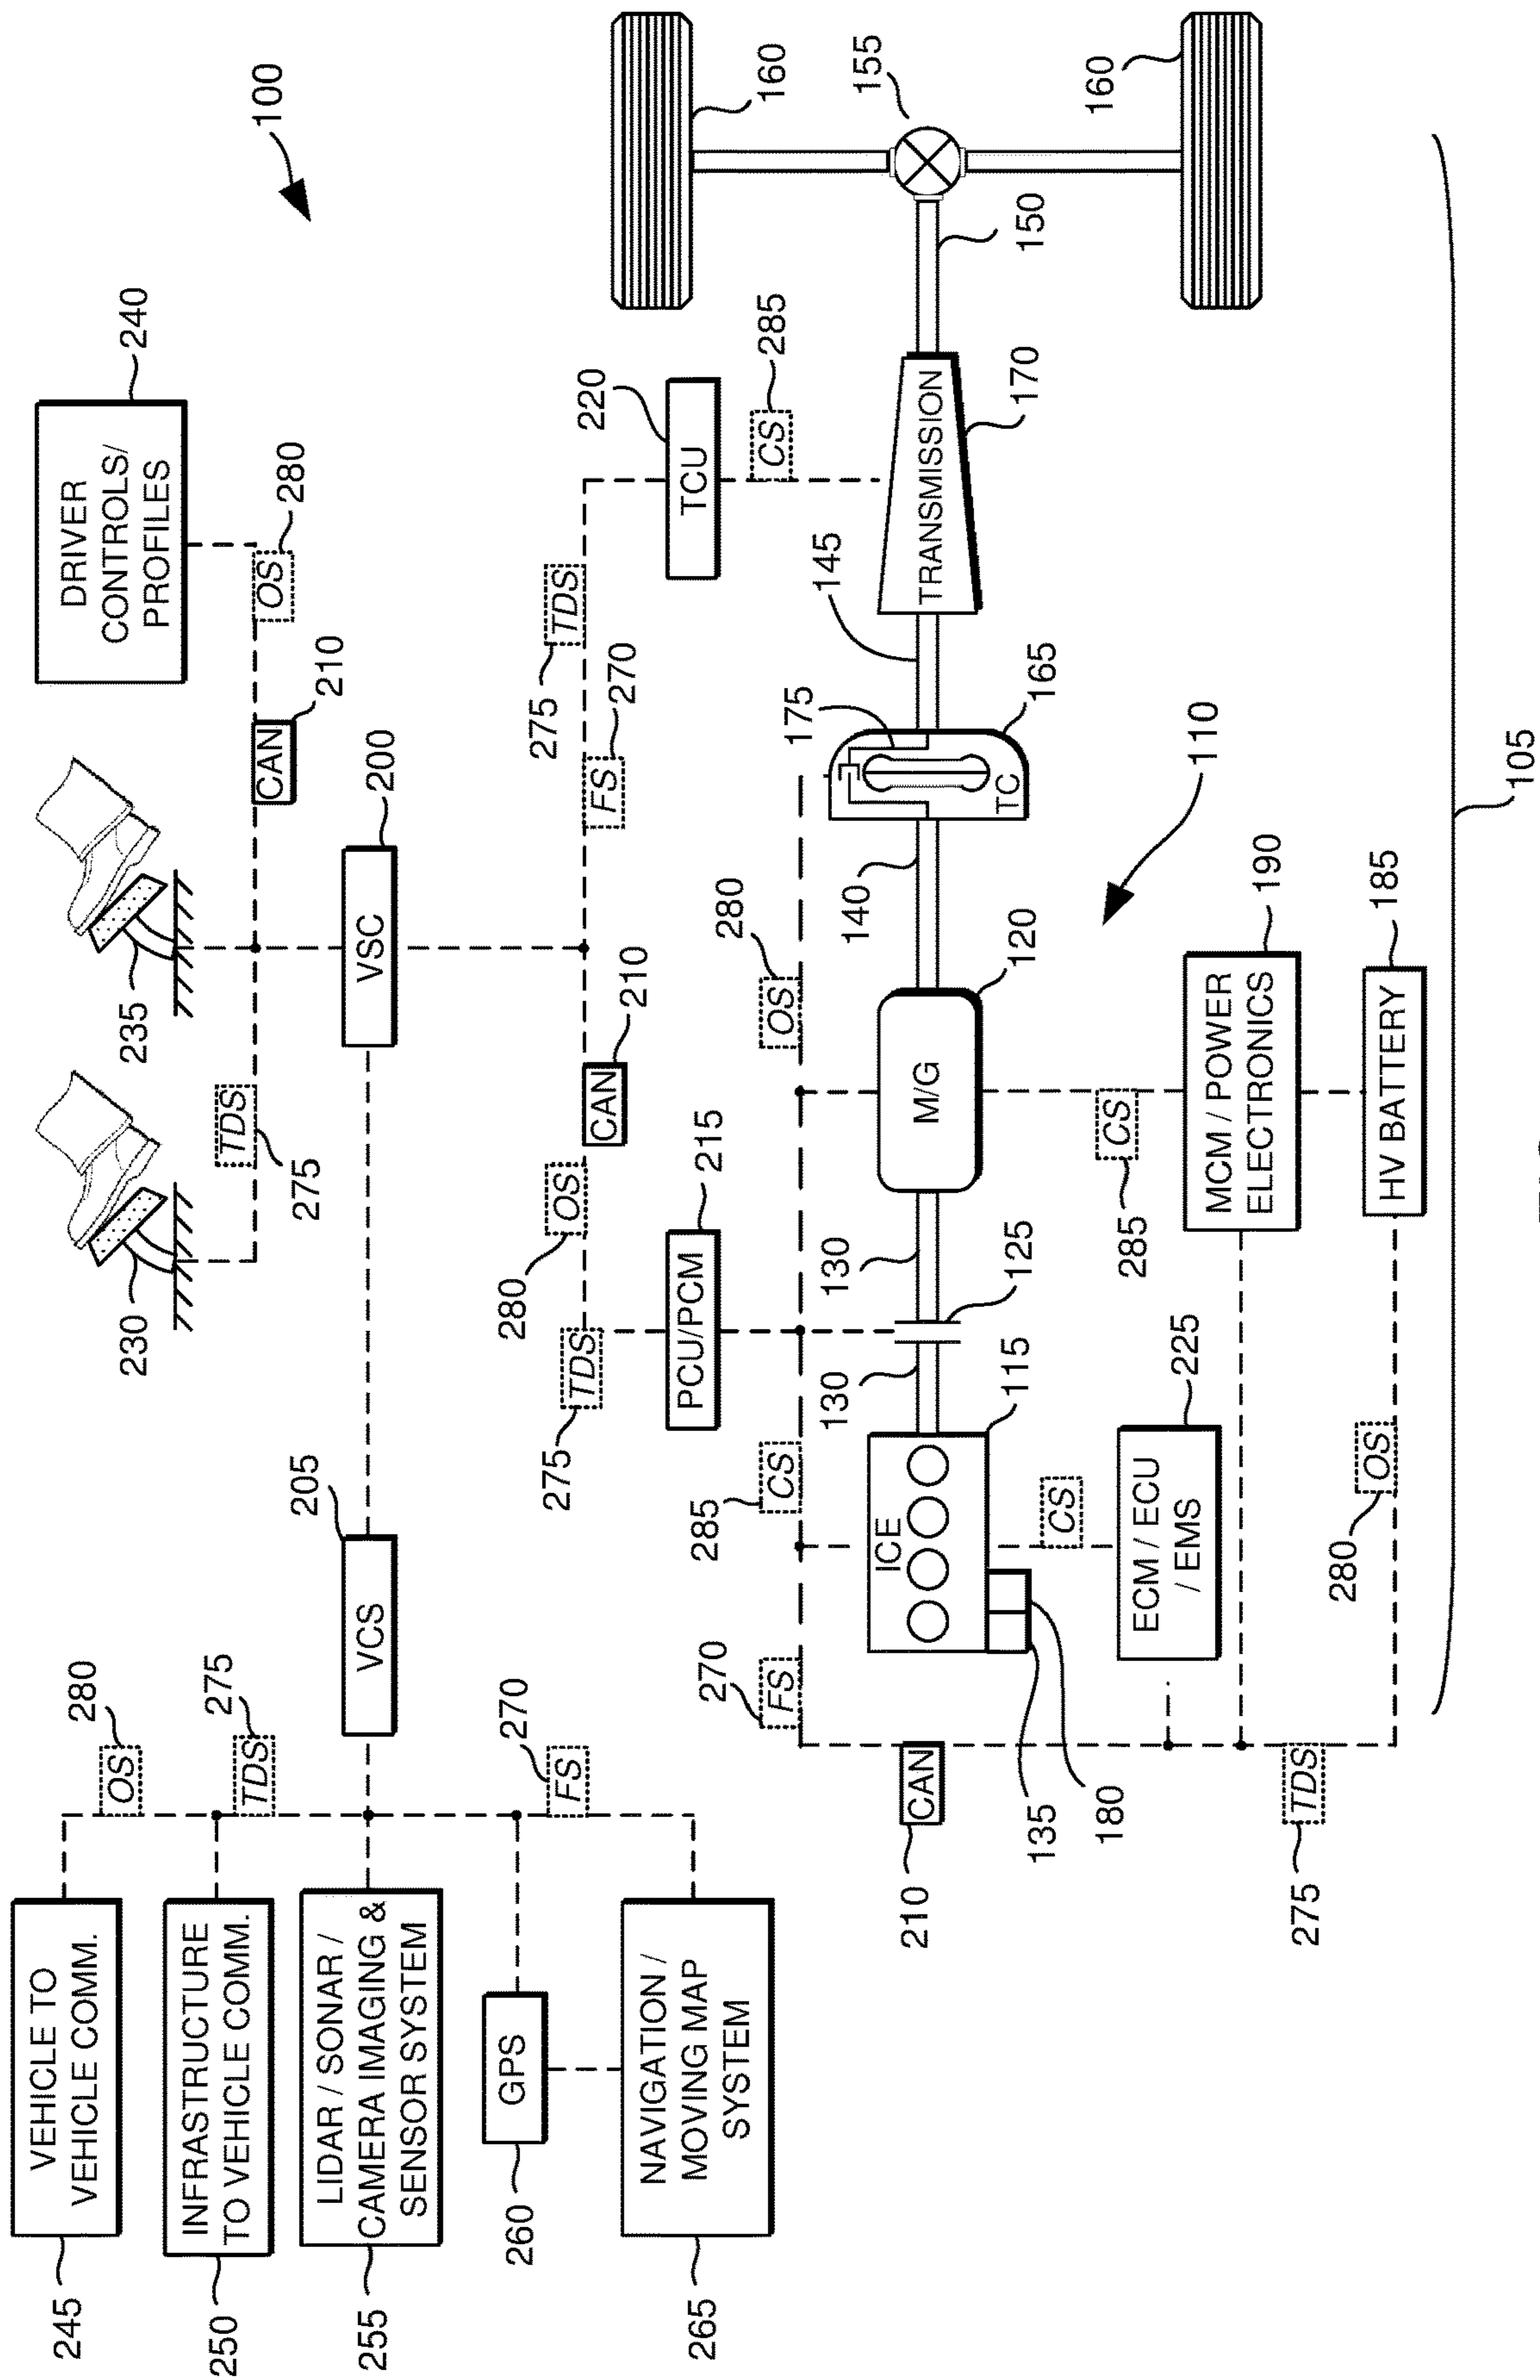 245
VEHICLE TO
VEHICLE COMM.
OS
280
250
INFRASTRUCTURE
TO VEHICLE COMM.
TDS
275
255
LIDAR / SONAR /
CAMERA IMAGING &
SENSOR SYSTEM
260
GPS
270
FS
265
NAVIGATION /
MOVING MAP
SYSTEM
205
VCS
230
235
TDS
275
DRIVER
CONTROLS/
PROFILES
240
OS
280
CAN
210
100
VSC
200
275
TDS
280
OS
CAN
210
275
TDS
FS
270
PCU/PCM
215
220
TCU
CS
285
270
FS
285
CS
OS
280
210
CAN
ICE
115
130
130
125
M/G
120
140
TC
175
165
145
TRANSMISSION
170
150
155
160
160
135
180
CS
ECM / ECU
/ EMS
225
285
CS
MCM / POWER
ELECTRONICS
190
110
275
TDS
280
OS
HV BATTERY
185
105